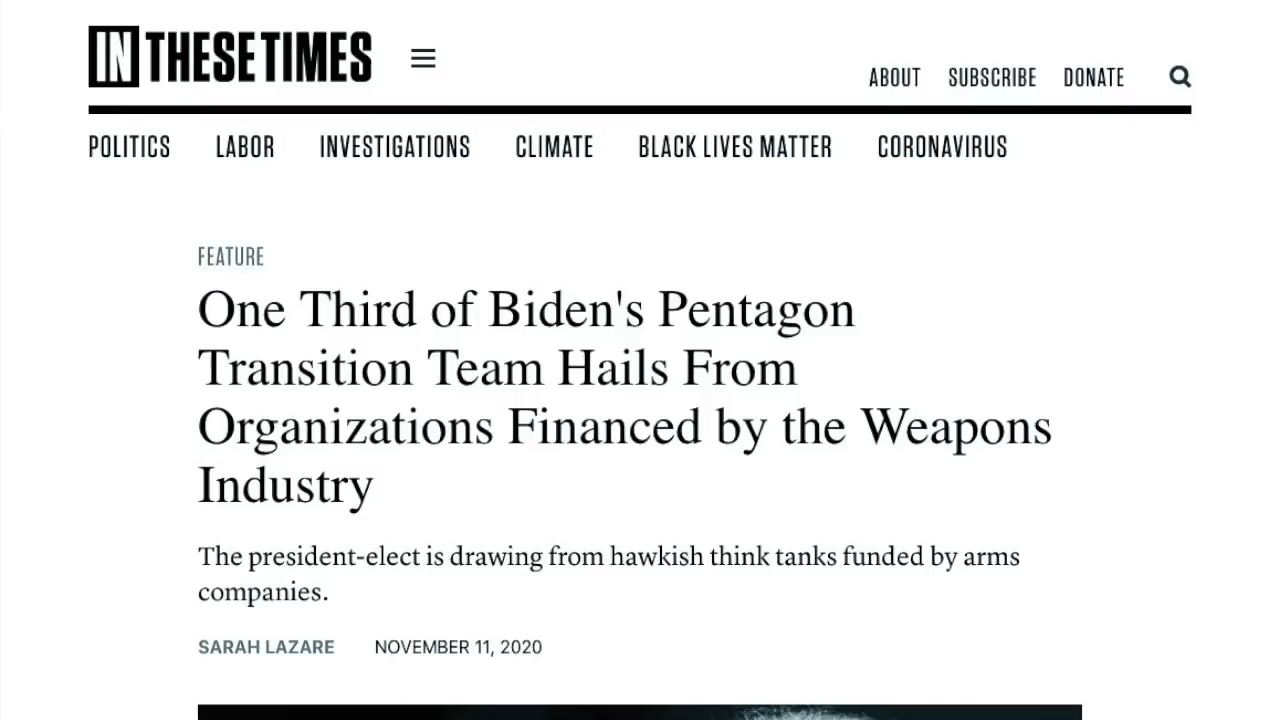 IN THESE TIMES
ABOUT SUBSCRIBE DONATE
POLITICS LABOR INVESTIGATIONS CLIMATE BLACK LIVES MATTER CORONAVIRUS
FEATURE
One Third of Biden's Pentagon
Transition Team Hails From
Organizations Financed by the Weapons
Industry
The president-elect is drawing from hawkish think tanks funded by arms
companies.
SARAH LAZARE NOVEMBER 11, 2020